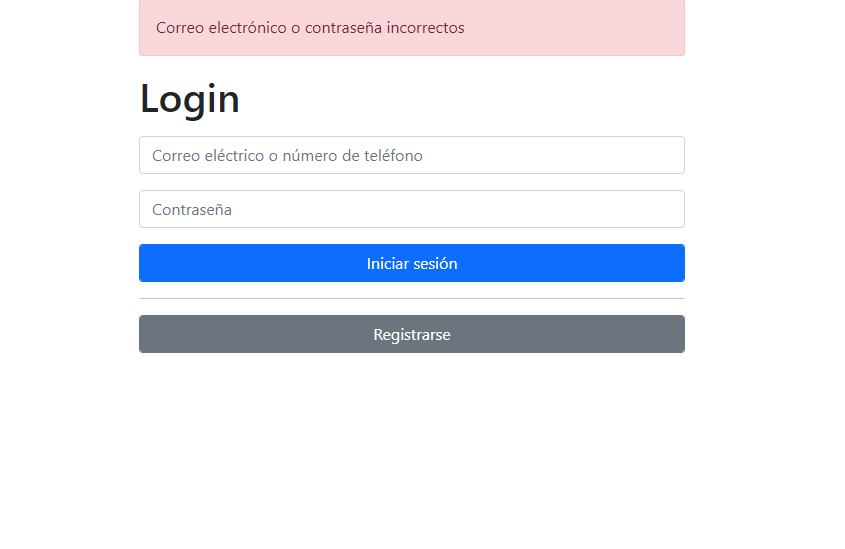 Correo electrónico o contraseña incorrectos
Login
Correo eléctrico o número de teléfono
Contraseña
Iniciar sesión
Registrarse